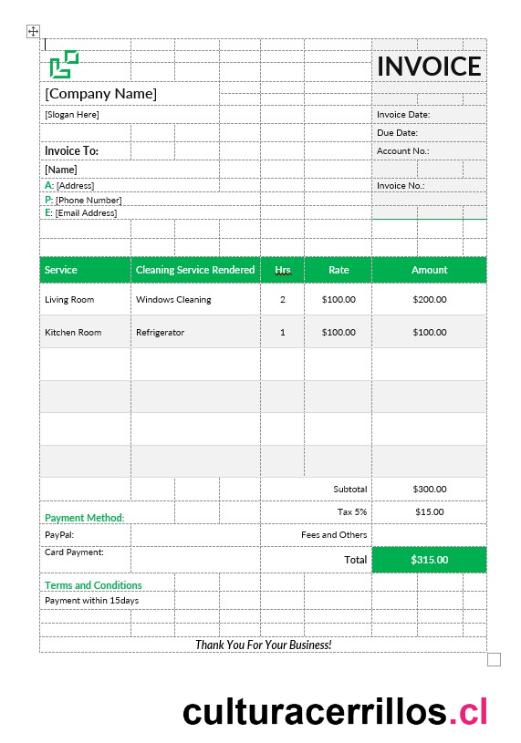 INVOICE
[Company Name]
[Slogan Here]
Invoice Date:
Due Date:
Invoice To:
Account No.:
[Name]
A: [Address]
Invoice No.:
P: [Phone Number]
E: [Email Address]
Service Cleaning Service Rendered Hrs Rate Amount
Living Room Windows Cleaning 2 $100.00 $200.00
Kitchen Room Refrigerator 1 $100.00 $100.00
Subtotal $300.00
Tax 5% $15.00
Payment Method:
PayPal: Fees and Others
Card Payment:
Total $315.00
Terms and Conditions
Payment within 15days
Thank You For Your Business!
culturacerrillos.cl